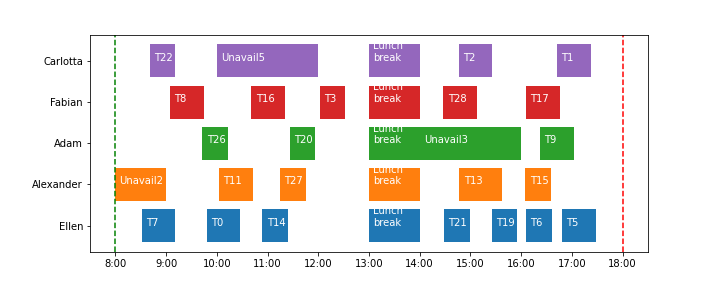 Carlotta
T22
Unavail5
Lunch
break
T2
T1
Fabian
T8
T16
T3
Lunch
break
T28
T17
Adam
T26
T20
Lunch
break
Unavail3
T9
Alexander
Unavail2
T11
T27
Lunch
break
T13
T15
Ellen
T7
T0
T14
Lunch
break
T21
T19
T6
T5
8:00 9:00 10:00 11:00 12:00 13:00 14:00 15:00 16:00 17:00 18:00